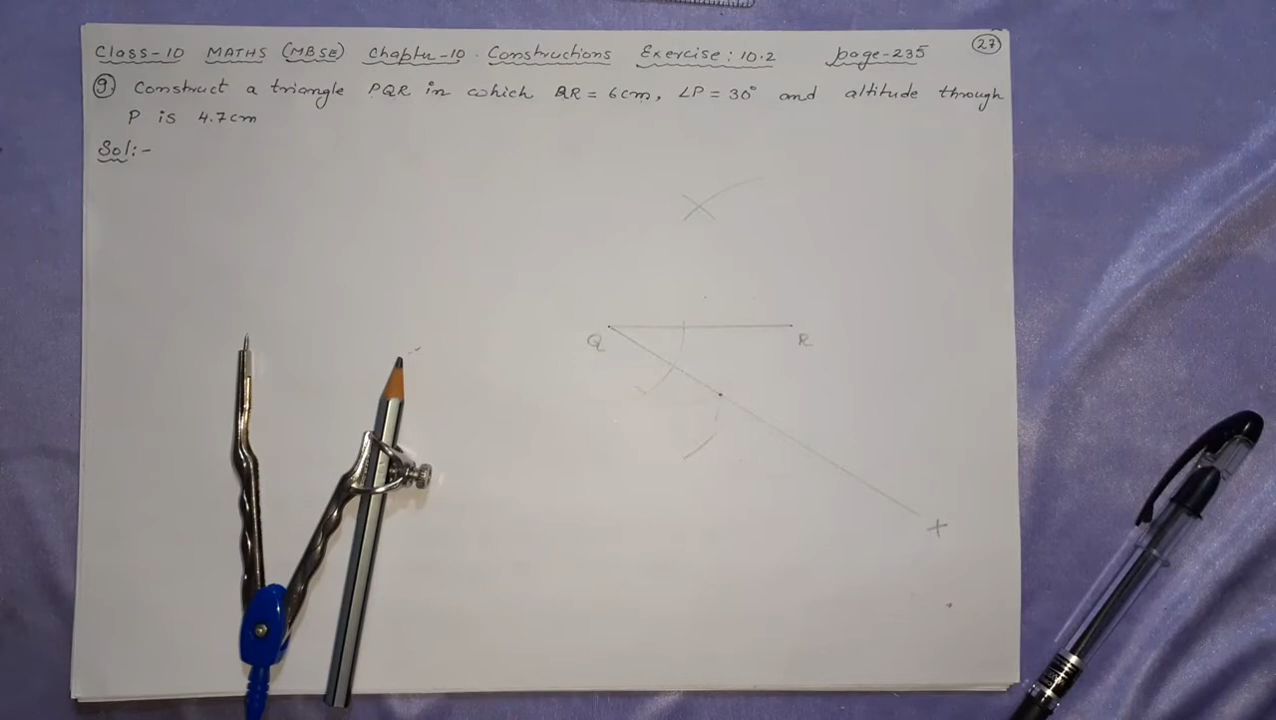 27
Class-10 MATHS (MBSE) Chapter-10. Constructions Exercise: 10.2 page-235
9. Construct a triangle PQR in which QR = 6cm, ∠P = 30° and altitude through
P is 4.7cm
Sol:-
Q R
X